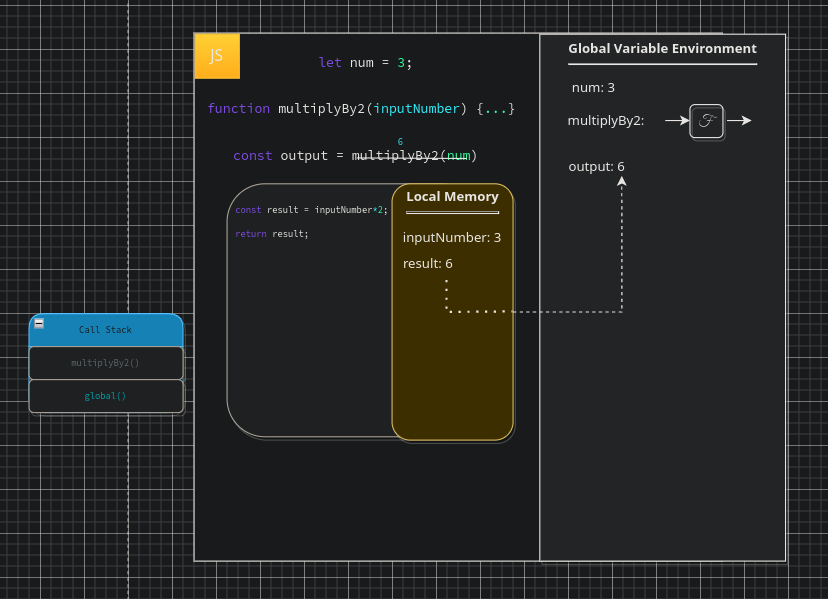 JS
let num = 3;
function multiplyBy2(inputNumber) {...}
6
const output = multiplyBy2(num)
const result = inputNumber*2;
return result;
Local Memory
inputNumber: 3
result: 6
Global Variable Environment
num: 3
multiplyBy2:
ℱ
output: 6
Call Stack
multiplyBy2()
global()